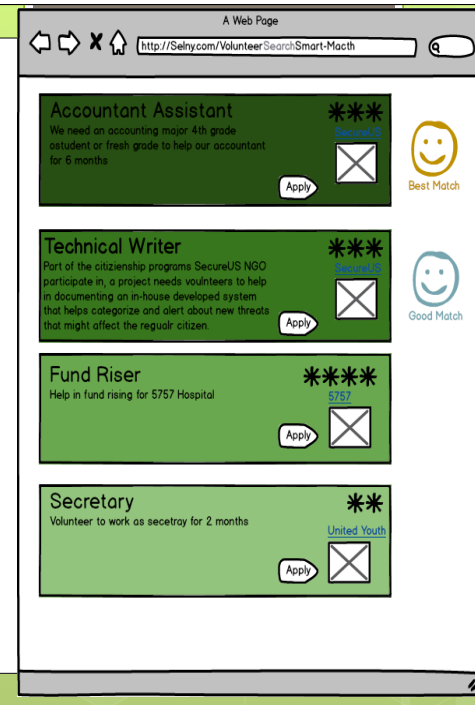 A Web Page
http://Selny.com/VolunteerSearchSmart-Macth
Accountant Assistant
We need an accounting major 4th grade
ostudent or fresh grade to help our accountant
for 6 months
SecureUS
Apply
Best Match
Technical Writer
Part of the citizienship programs SecureUS NGO
participate in, a project needs voulnteers to help
in documenting an in-house developed system
that helps categorize and alert about new threats
that might affect the regualr citizen.
SecureUS
Apply
Good Match
Fund Riser
Help in fund rising for 5757 Hospital
5757
Apply
Secretary
Volunteer to work as secetray for 2 months
United Youth
Apply